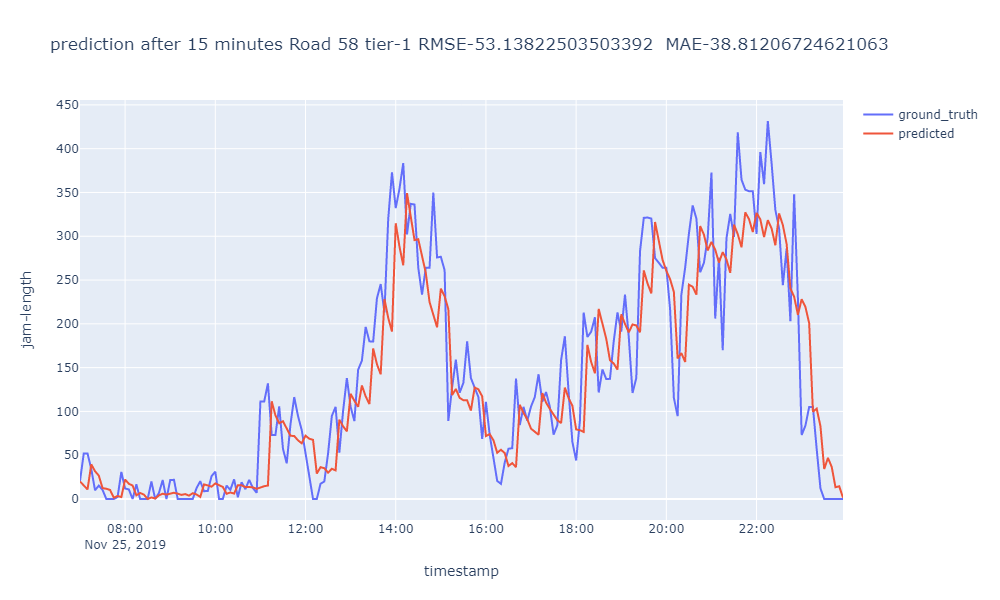 prediction after 15 minutes Road 58 tier-1 RMSE-53.13822503503392  MAE-38.81206724621063
ground_truth
predicted
jam-length
450
400
350
300
250
200
150
100
50
0
08:00 10:00 12:00 14:00 16:00 18:00 20:00 22:00
Nov 25, 2019
timestamp